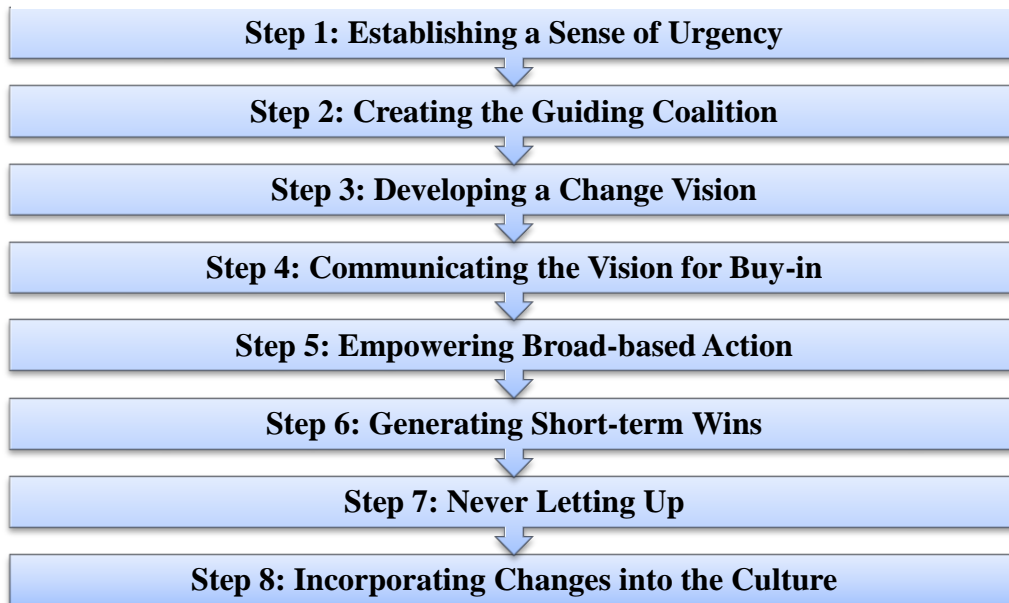 Step 1: Establishing a Sense of Urgency
Step 2: Creating the Guiding Coalition
Step 3: Developing a Change Vision
Step 4: Communicating the Vision for Buy-in
Step 5: Empowering Broad-based Action
Step 6: Generating Short-term Wins
Step 7: Never Letting Up
Step 8: Incorporating Changes into the Culture